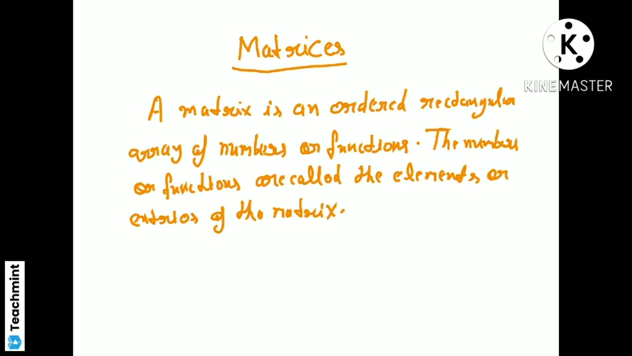 Matrices
K
KINEMASTER
A matrix is an ordered rectangular
array of numbers or functions. The numbers
or functions are called the elements or
entries of the matrix.
Teachmint